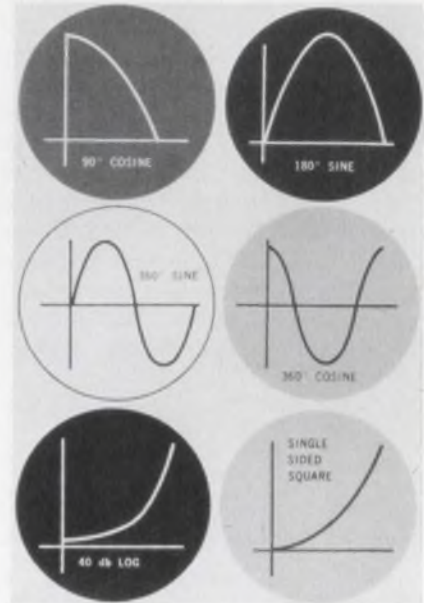 90° COSINE
180° SINE
360° SINE
360° COSINE
40 db LOG
SINGLE
SIDED
SQUARE